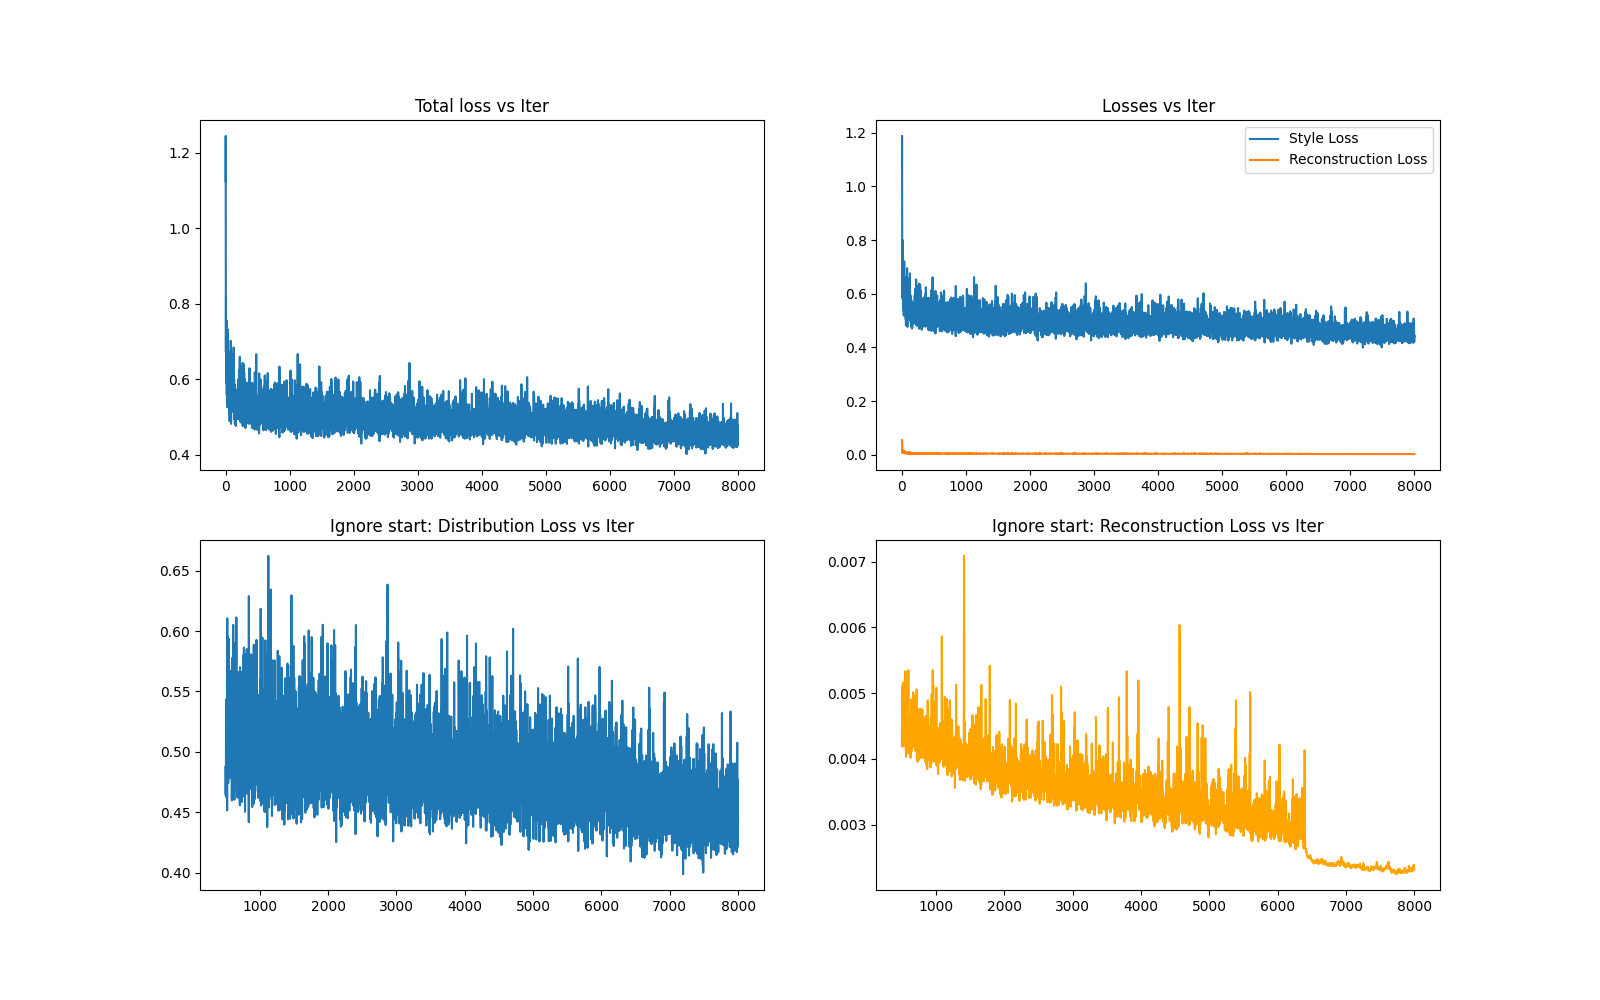 Total loss vs Iter
1.2
1.0
0.8
0.6
0.4
0 1000 2000 3000 4000 5000 6000 7000 8000
Losses vs Iter
Style Loss
Reconstruction Loss
1.2
1.0
0.8
0.6
0.4
0.2
0.0
0 1000 2000 3000 4000 5000 6000 7000 8000
Ignore start: Distribution Loss vs Iter
0.65
0.60
0.55
0.50
0.45
0.40
1000 2000 3000 4000 5000 6000 7000 8000
Ignore start: Reconstruction Loss vs Iter
0.007
0.006
0.005
0.004
0.003
1000 2000 3000 4000 5000 6000 7000 8000